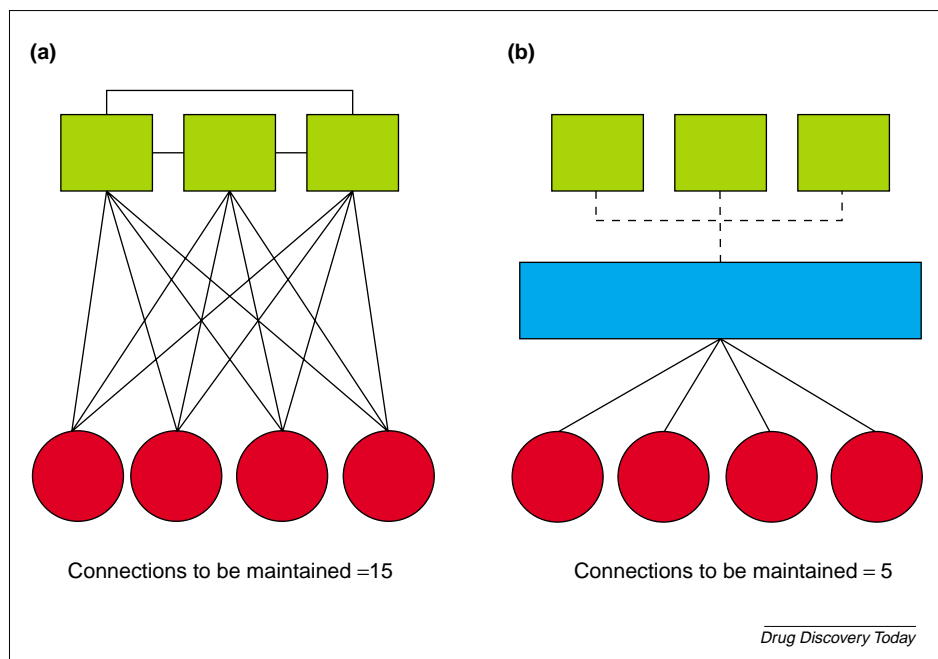 (a)
(b)
Connections to be maintained =15
Connections to be maintained = 5
Drug Discovery Today